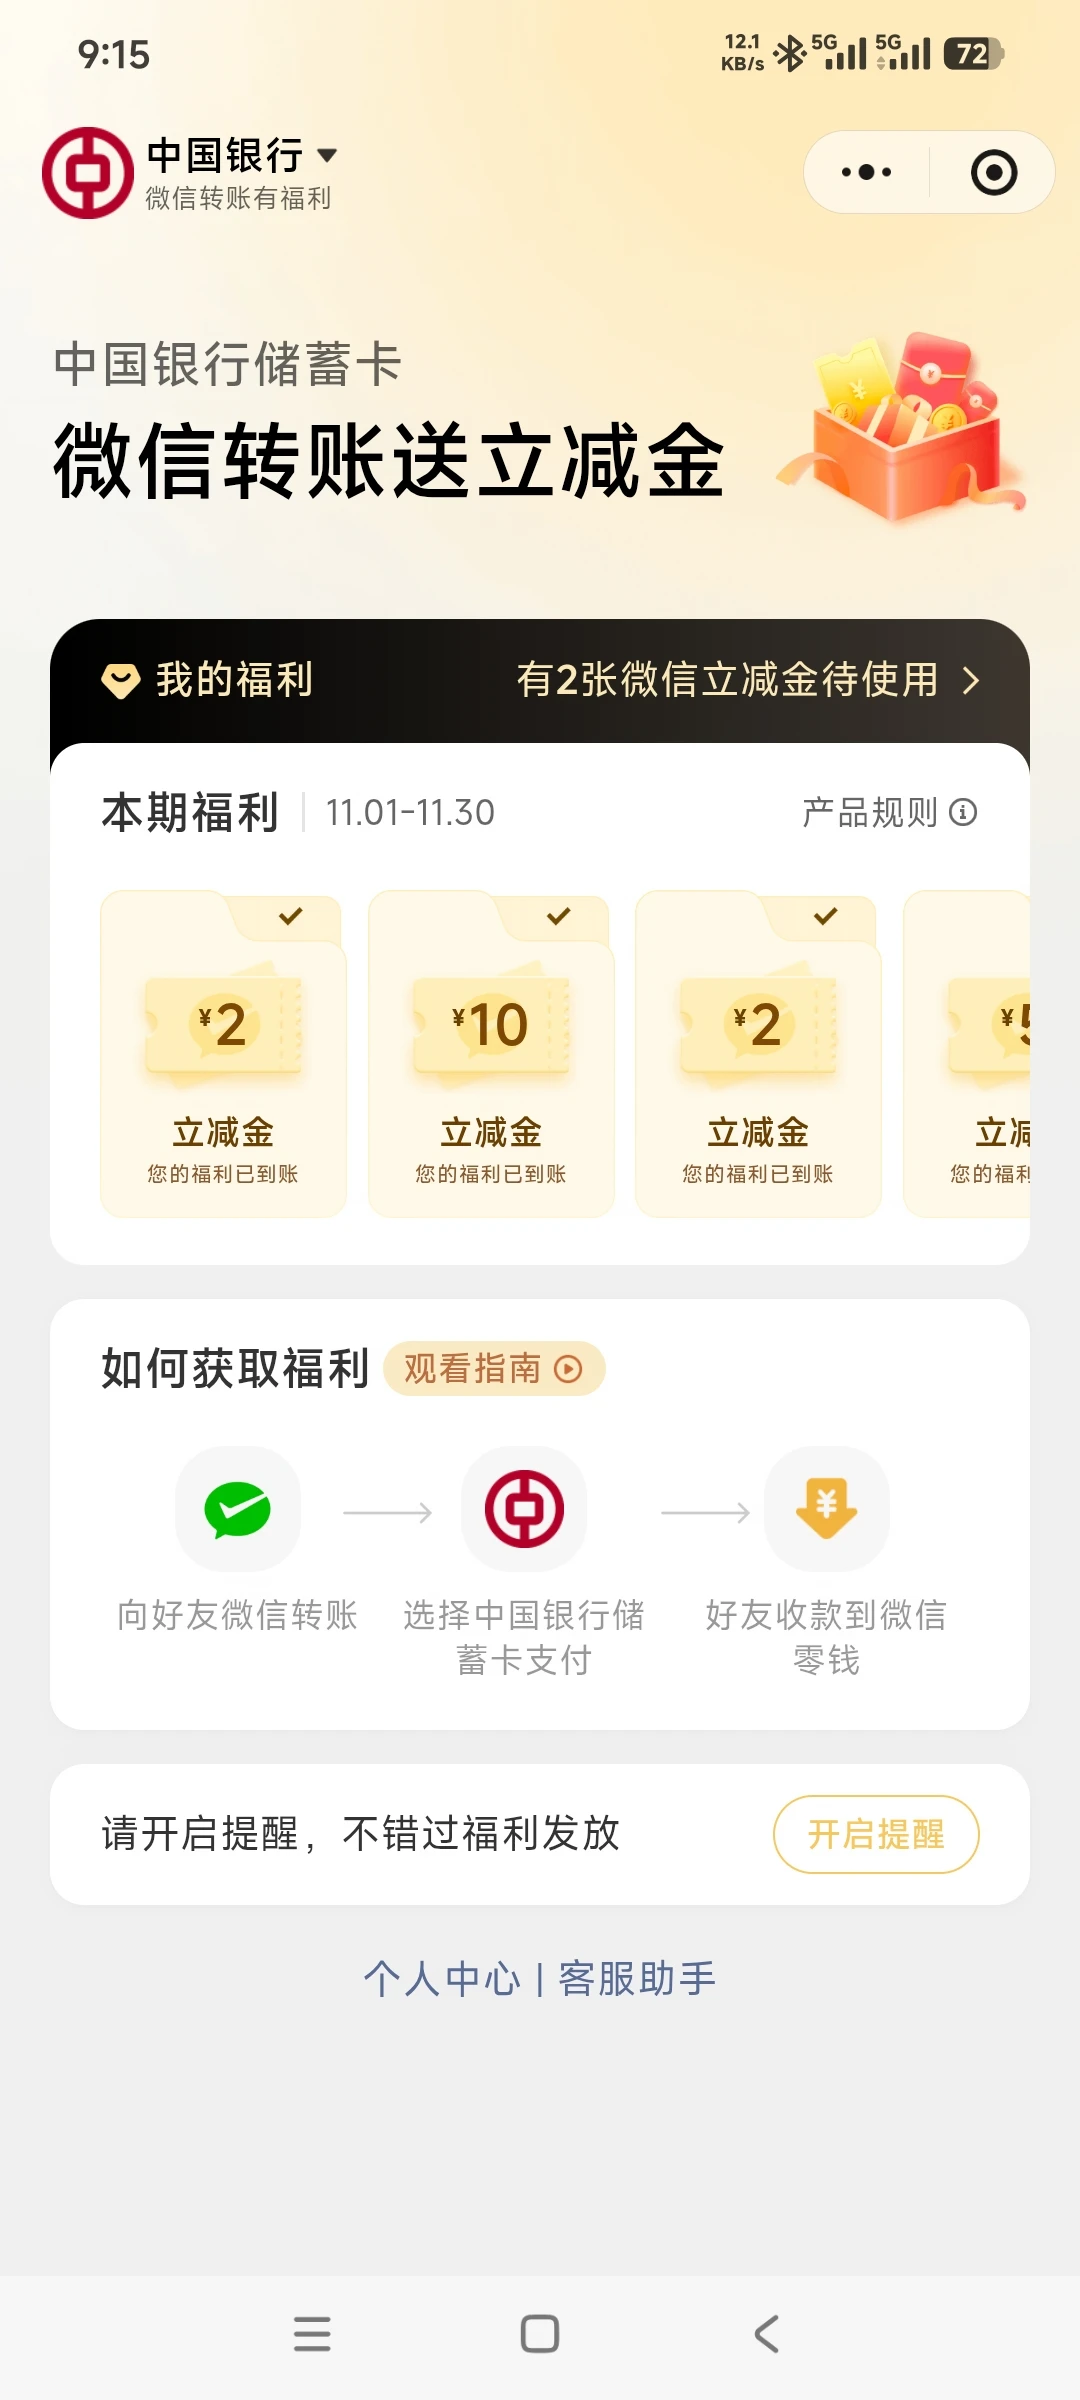 9:15
12.1
KB/s
5G
5G
72
中国银行
微信转账有福利
中国银行储蓄卡
微信转账送立减金
我的福利
有2张微信立减金待使用
本期福利
11.01-11.30
产品规则
¥2
¥10
¥2
¥5
立减金
立减金
立减金
立减
您的福利已到账
您的福利已到账
您的福利已到账
您的福利
如何获取福利
观看指南
向好友微信转账
选择中国银行储
蓄卡支付
好友收款到微信
零钱
请开启提醒，不错过福利发放
开启提醒
个人中心 | 客服助手